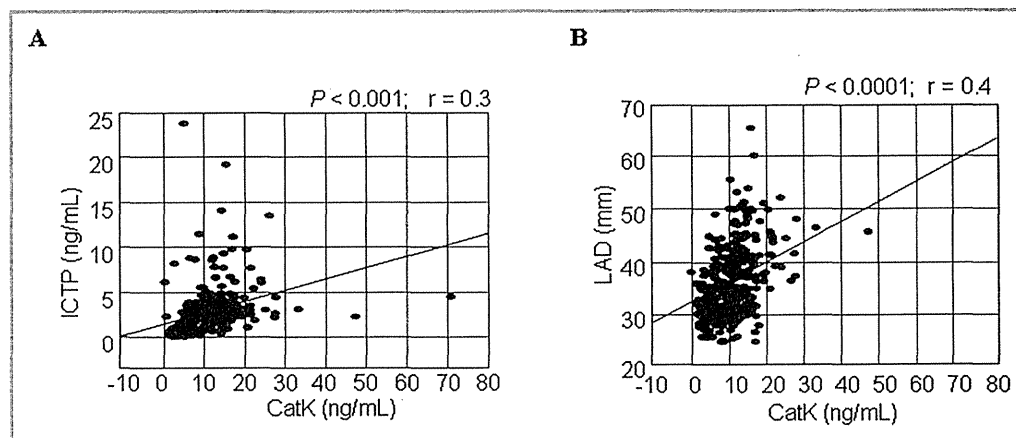 A
P < 0.001; r = 0.3
25
20
15
10
5
0
ICTP (ng/mL)
-10 0 10 20 30 40 50 60 70 80
CatK (ng/mL)
B
P < 0.0001; r = 0.4
70
60
50
40
30
20
LAD (mm)
-10 0 10 20 30 40 50 60 70 80
CatK (ng/mL)